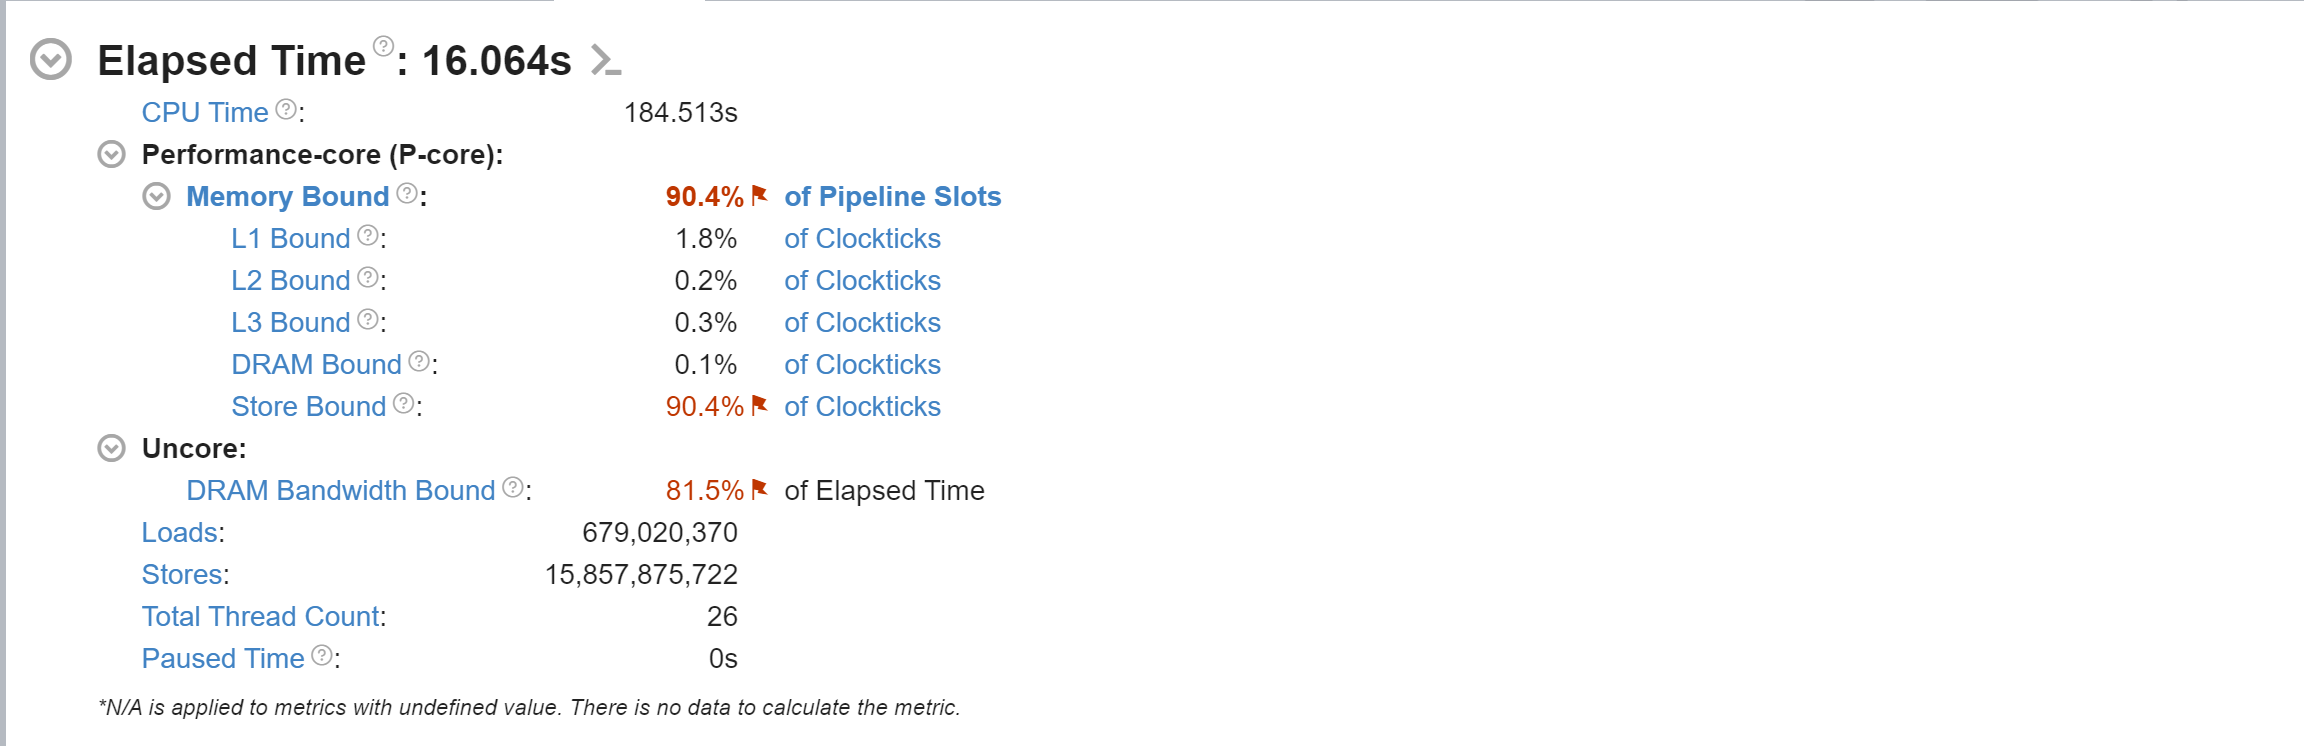 Elapsed Time ?: 16.064s
CPU Time ?: 184.513s
Performance-core (P-core):
Memory Bound ?: 90.4% of Pipeline Slots
L1 Bound ?: 1.8% of Clockticks
L2 Bound ?: 0.2% of Clockticks
L3 Bound ?: 0.3% of Clockticks
DRAM Bound ?: 0.1% of Clockticks
Store Bound ?: 90.4% of Clockticks
Uncore:
DRAM Bandwidth Bound ?: 81.5% of Elapsed Time
Loads: 679,020,370
Stores: 15,857,875,722
Total Thread Count: 26
Paused Time ?: 0s
*N/A is applied to metrics with undefined value. There is no data to calculate the metric.